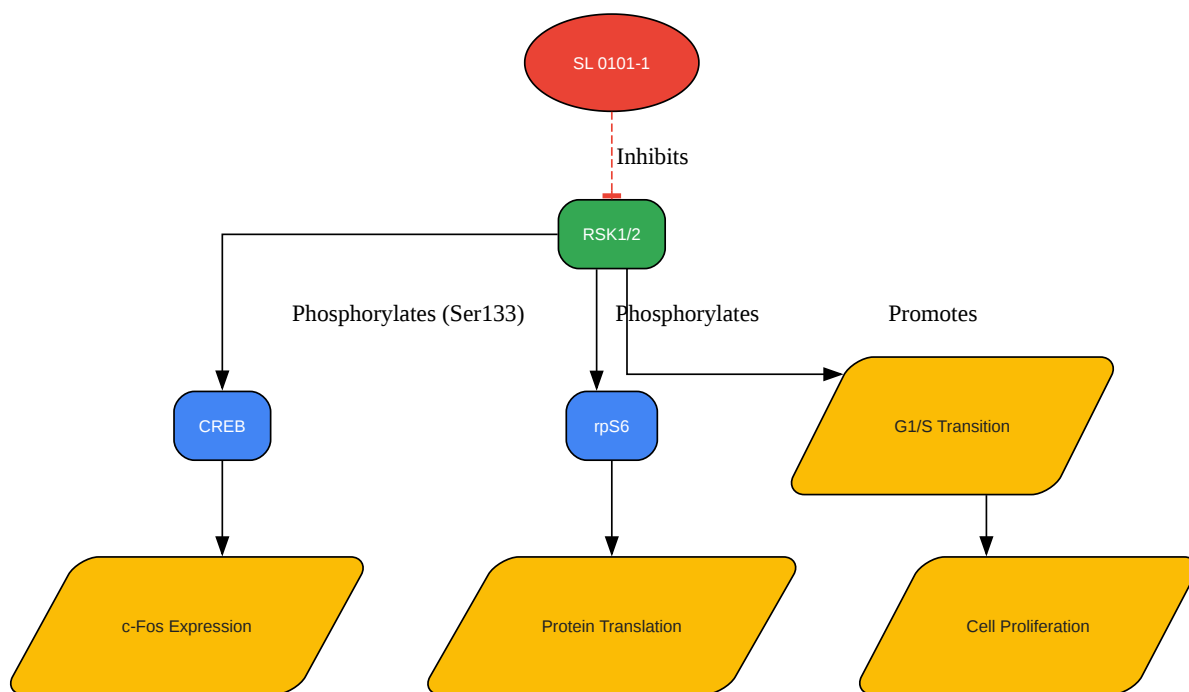 SL 0101-1
Inhibits
RSK1/2
Phosphorylates (Ser133)
Phosphorylates
Promotes
CREB
rpS6
G1/S Transition
c-Fos Expression
Protein Translation
Cell Proliferation